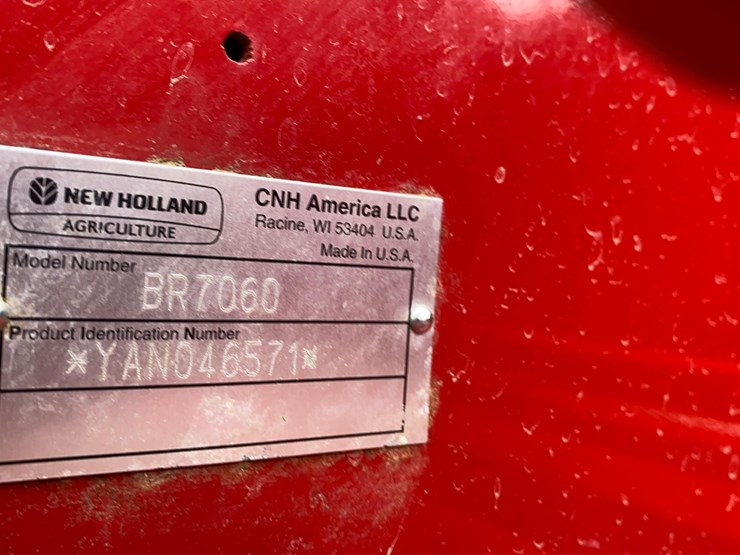 NEW HOLLAND
AGRICULTURE
CNH America LLC
Racine, WI 53404 U.S.A.
Made In U.S.A.
Model Number
BR7060
Product Identification Number
*YAN046571*